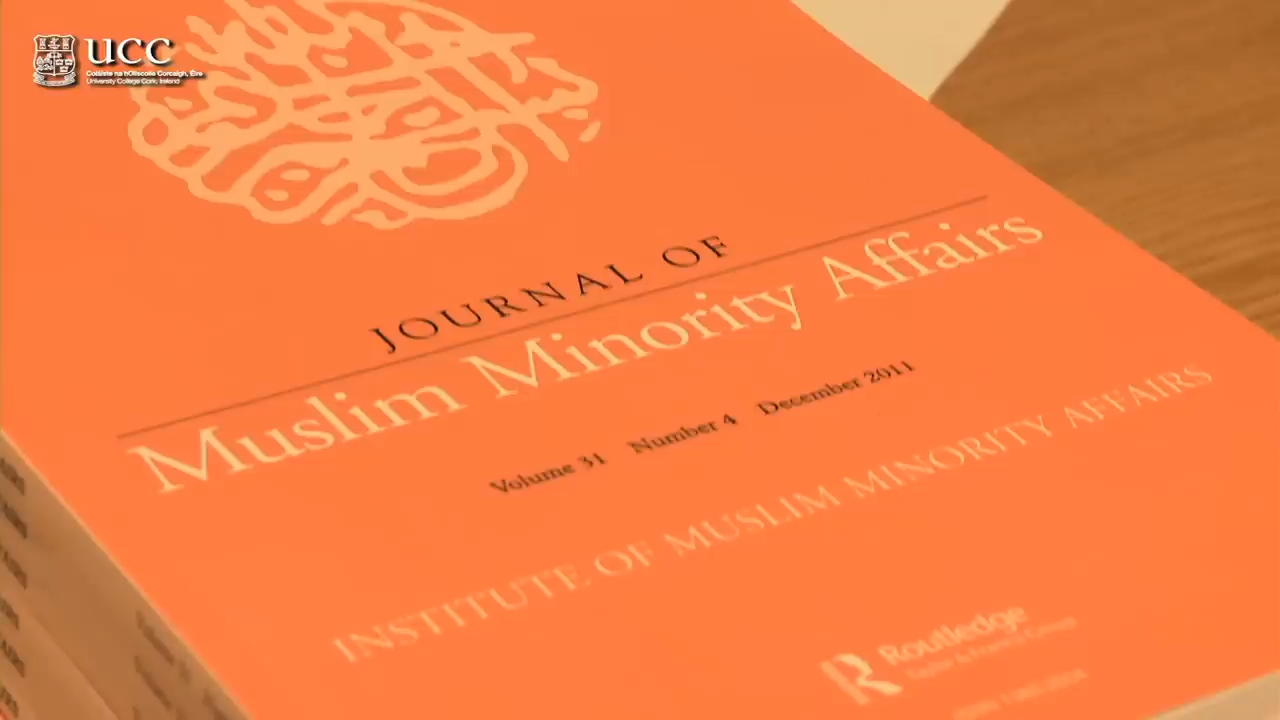 UCC
Coláiste na hOllscoile Corcaigh, Éire
University College Cork, Ireland
JOURNAL OF
Muslim Minority Affairs
Volume 31 Number 4 December 2011
INSTITUTE OF MUSLIM MINORITY AFFAIRS
Routledge
Taylor & Francis Group